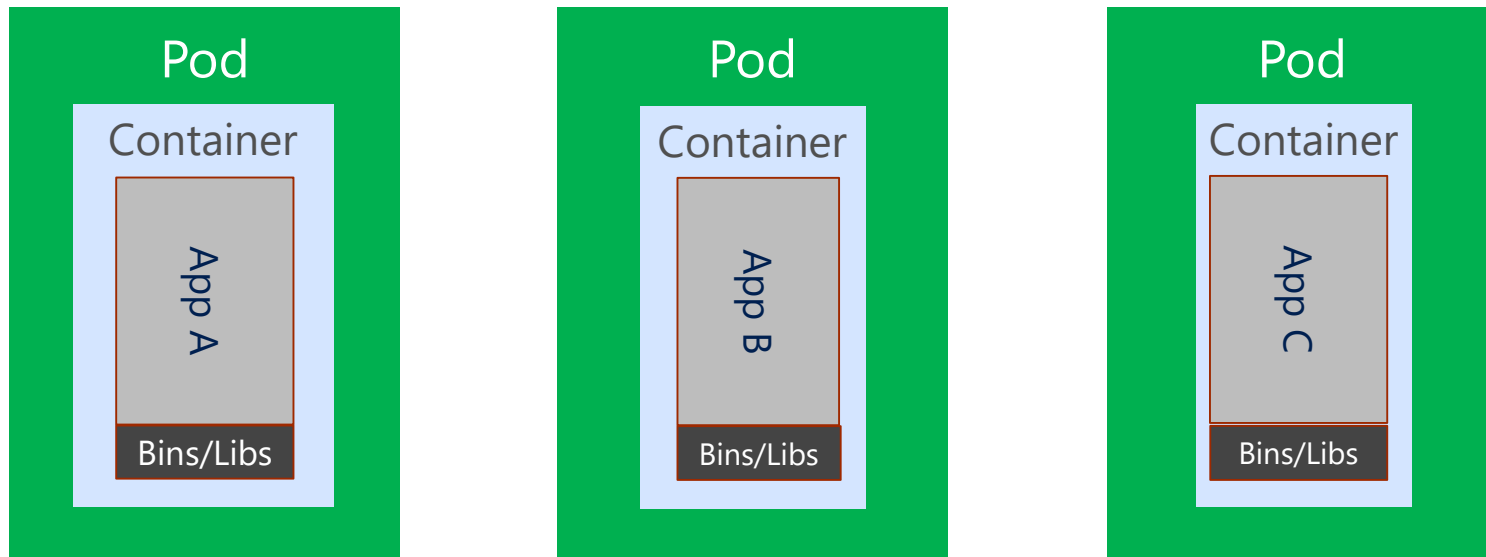 Pod
Container
App A
Bins/Libs
Pod
Container
App B
Bins/Libs
Pod
Container
App C
Bins/Libs